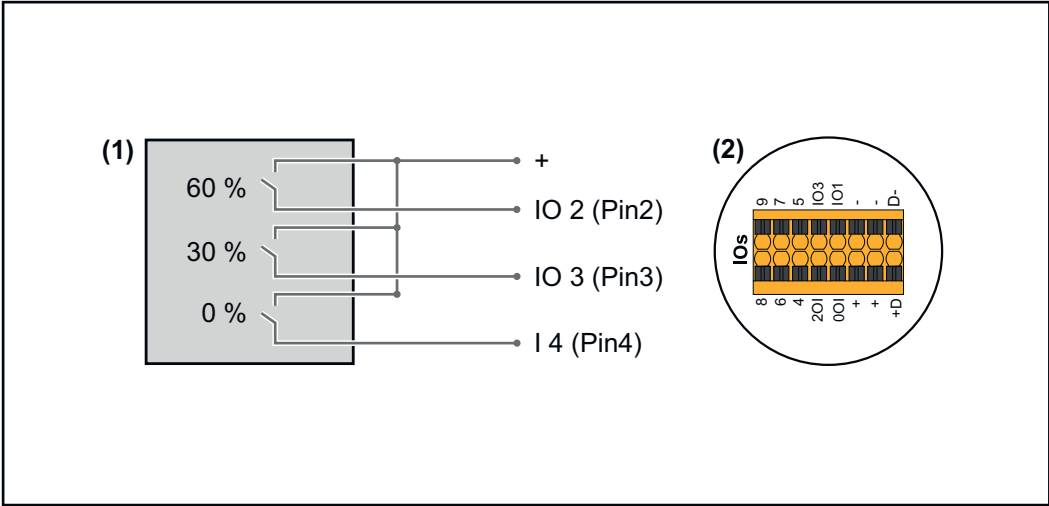 (1)
60 %
30 %
0 %
+
IO 2 (Pin2)
IO 3 (Pin3)
I 4 (Pin4)
(2)
IOs
9 7 5 IO3 IO1 - - D-
8 6 4 2OI 0OI + + +D